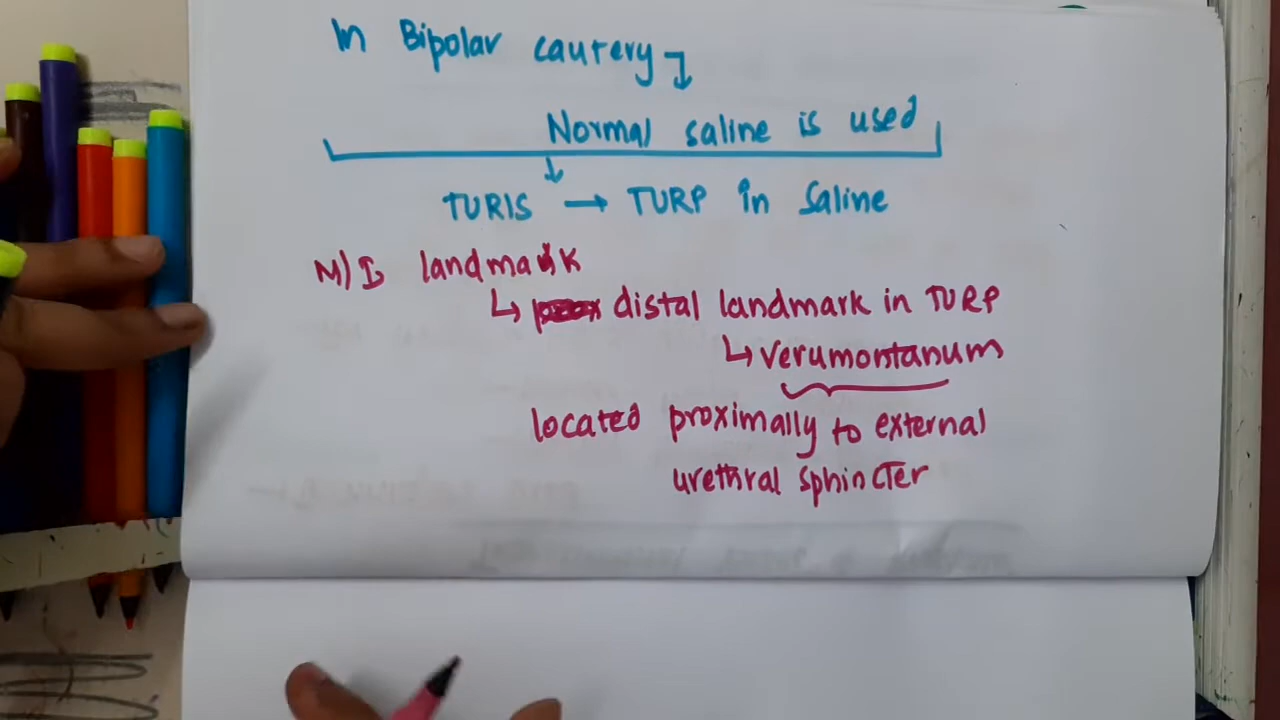 In Bipolar cautery ↴
Normal saline is used
↓
TURIS → TURP in Saline
M/I landmark
↳ distal landmark in TURP
↳ verumontanum
located proximally to external
urethral sphincter